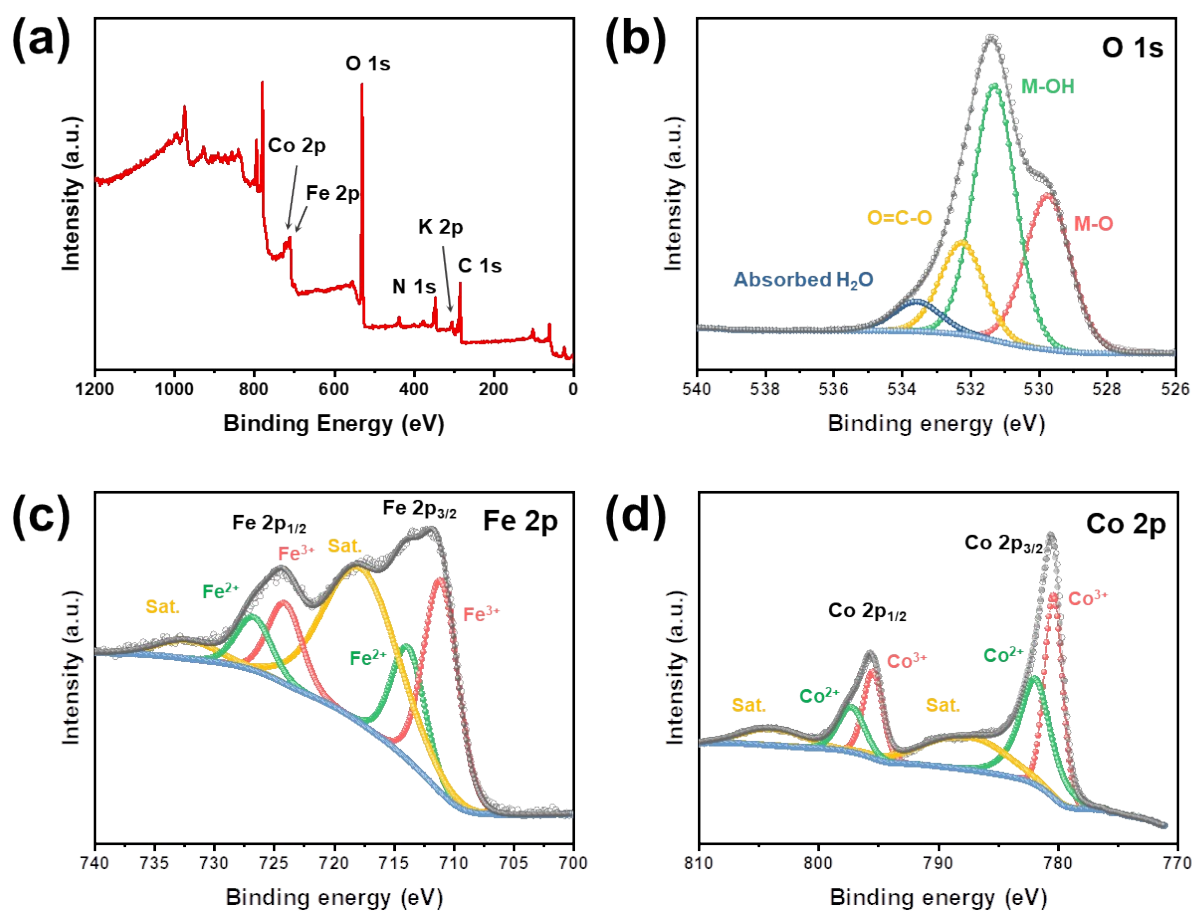 (a)
O 1s
Co 2p
Fe 2p
K 2p
C 1s
N 1s
Intensity (a.u.)
1200 1000 800 600 400 200 0
Binding Energy (eV)
(b)
O 1s
M-OH
O=C-O
M-O
Absorbed H₂O
Intensity (a.u.)
540 538 536 534 532 530 528 526
Binding energy (eV)
(c)
Fe 2p
Fe 2p₃/₂
Fe 2p₁/₂
Fe³⁺
Sat.
Fe²⁺
Fe³⁺
Sat.
Fe²⁺
Intensity (a.u.)
740 735 730 725 720 715 710 705 700
Binding energy (eV)
(d)
Co 2p
Co 2p₃/₂
Co³⁺
Co 2p₁/₂
Co³⁺
Co²⁺
Co²⁺
Sat.
Sat.
Intensity (a.u.)
810 800 790 780 770
Binding energy (eV)